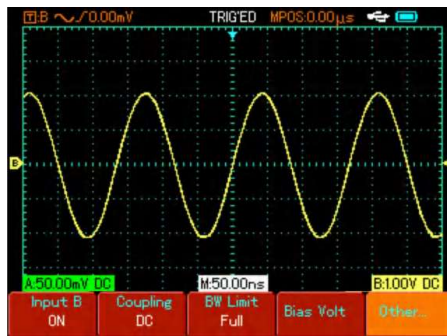 T:B 0.00mV TRIG'ED MPOS:0.00μs
B
A:50.00mV DC M:50.00ns B:1.00V DC
Input B Coupling BW Limit Bias Volt Other...
ON DC Full